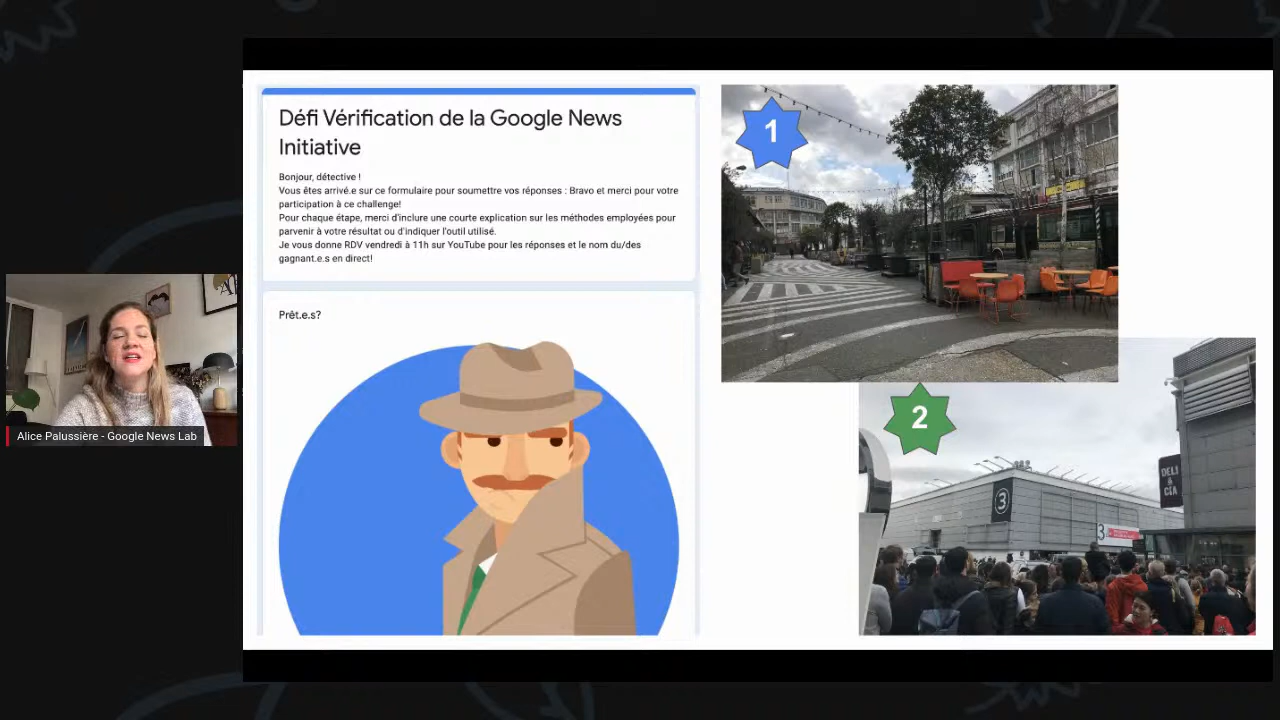 Défi Vérification de la Google News
Initiative
Bonjour, détective !
Vous êtes arrivé.e sur ce formulaire pour soumettre vos réponses : Bravo et merci pour votre
participation à ce challenge!
Pour chaque étape, merci d'inclure une courte explication sur les méthodes employées pour
parvenir à votre résultat ou d'indiquer l'outil utilisé.
Je vous donne RDV vendredi à 11h sur YouTube pour les réponses et le nom du/des
gagnant.e.s en direct!
Prêt.e.s?
1
2
DELI
&
CIA
3
3
Alice Palussière - Google News Lab